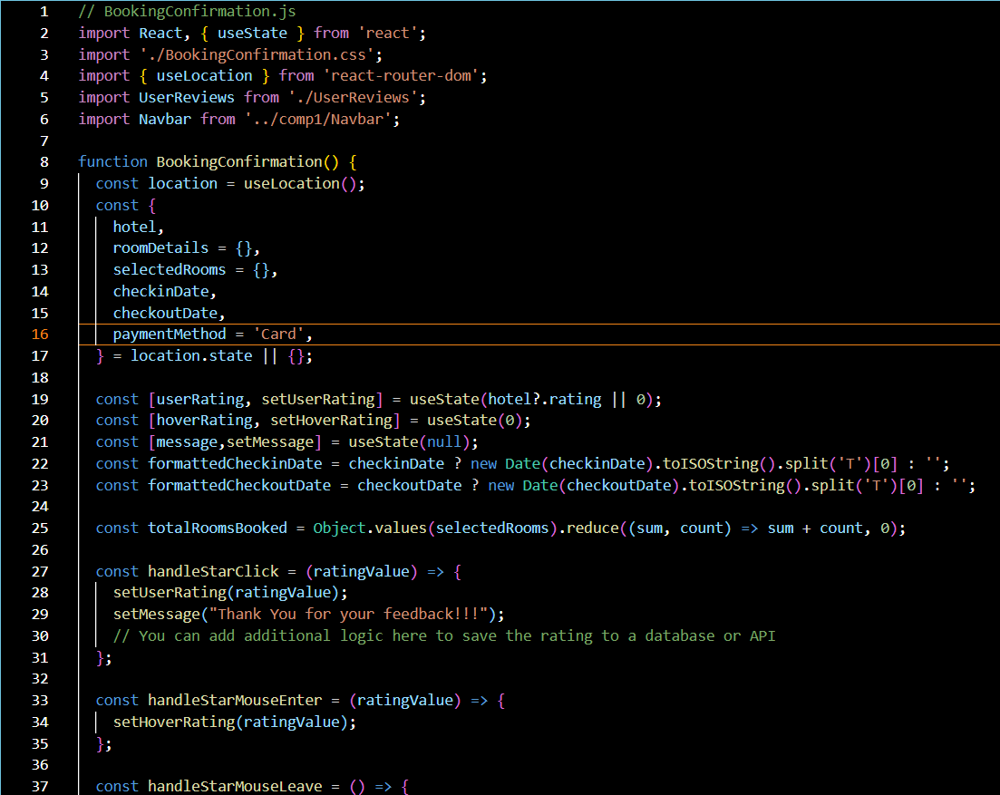 1 // BookingConfirmation.js
2 import React, { useState } from 'react';
3 import './BookingConfirmation.css';
4 import { useLocation } from 'react-router-dom';
5 import UserReviews from './UserReviews';
6 import Navbar from '../comp1/Navbar';
7
8 function BookingConfirmation() {
9   const location = useLocation();
10   const {
11     hotel,
12     roomDetails = {},
13     selectedRooms = {},
14     checkinDate,
15     checkoutDate,
16     paymentMethod = 'Card',
17   } = location.state || {};
18
19   const [userRating, setUserRating] = useState(hotel?.rating || 0);
20   const [hoverRating, setHoverRating] = useState(0);
21   const [message,setMessage] = useState(null);
22   const formattedCheckinDate = checkinDate ? new Date(checkinDate).toISOString().split('T')[0] : '';
23   const formattedCheckoutDate = checkoutDate ? new Date(checkoutDate).toISOString().split('T')[0] : '';
24
25   const totalRoomsBooked = Object.values(selectedRooms).reduce((sum, count) => sum + count, 0);
26
27   const handleStarClick = (ratingValue) => {
28     setUserRating(ratingValue);
29     setMessage("Thank You for your feedback!!!");
30     // You can add additional logic here to save the rating to a database or API
31   };
32
33   const handleStarMouseEnter = (ratingValue) => {
34     setHoverRating(ratingValue);
35   };
36
37   const handleStarMouseLeave = () => {